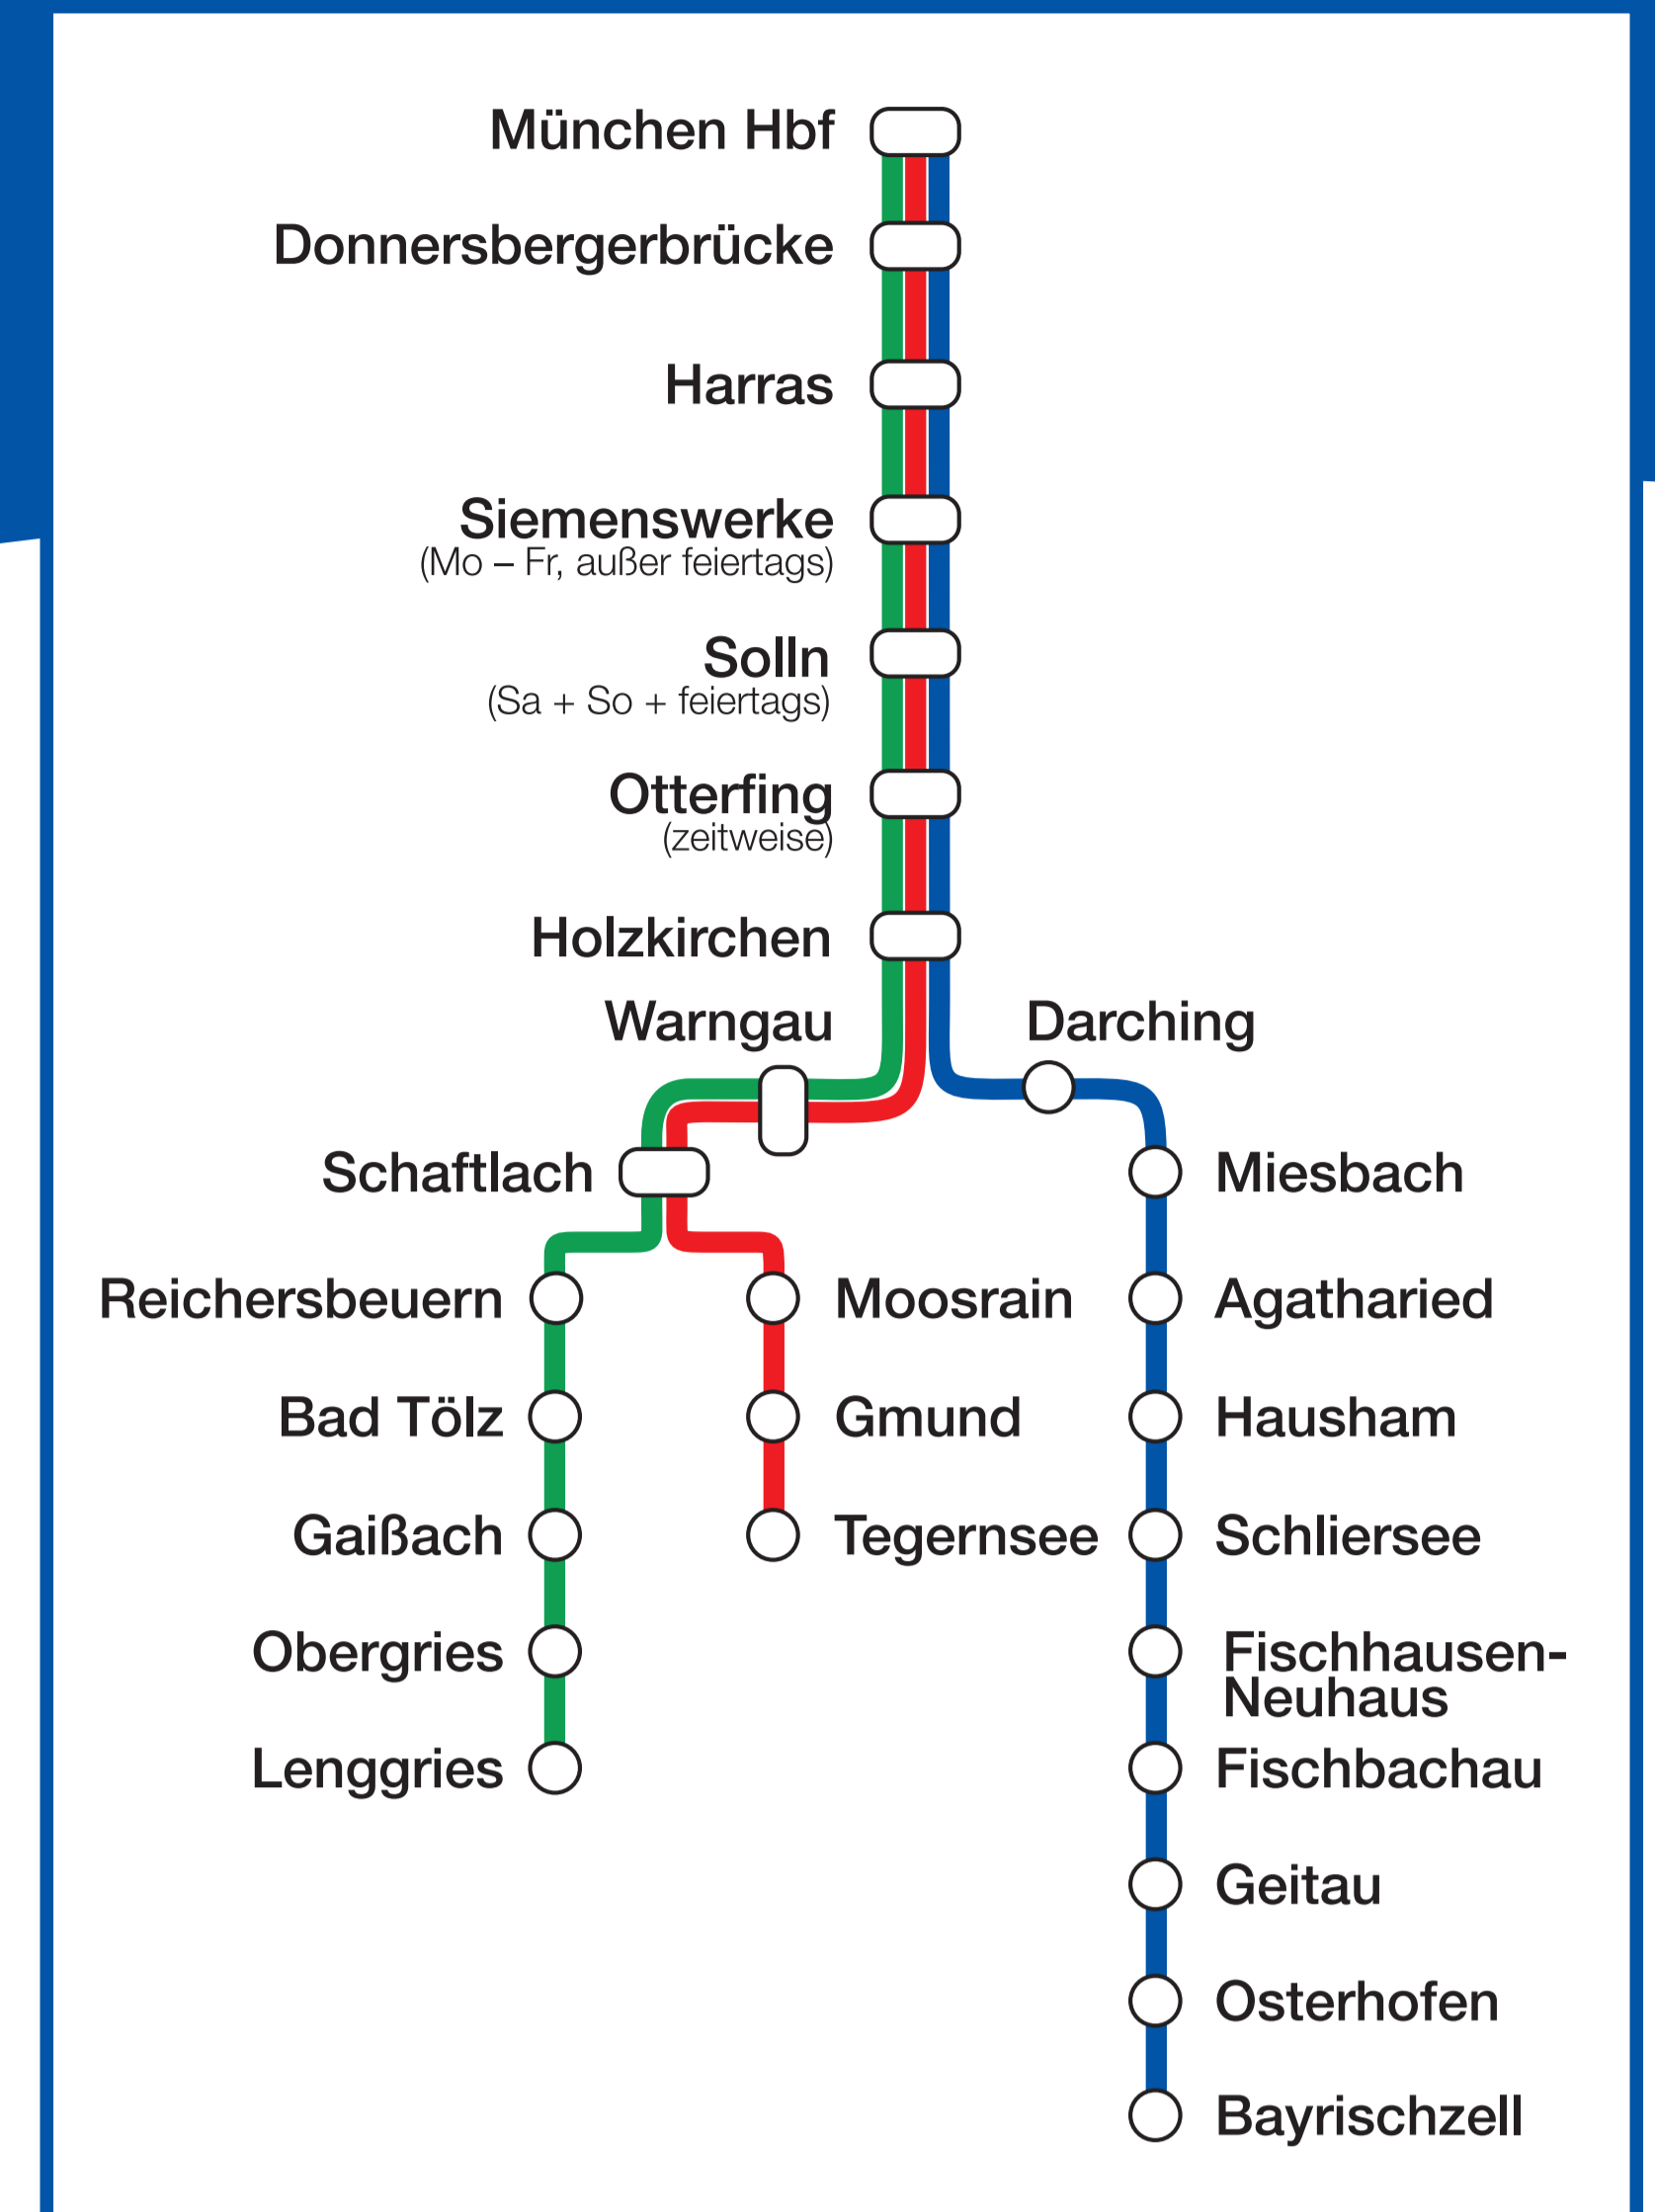 München Hbf
Donnersbergerbrücke
Harras
Siemenswerke
(Mo – Fr, außer feiertags)
Solln
(Sa + So + feiertags)
Otterfing
(zeitweise)
Holzkirchen
Warngau
Darching
Schaftlach
Miesbach
Reichersbeuern
Moosrain
Agatharied
Bad Tölz
Gmund
Hausham
Gaißach
Tegernsee
Schliersee
Obergries
Fischhausen-
Neuhaus
Lenggries
Fischbachau
Geitau
Osterhofen
Bayrischzell